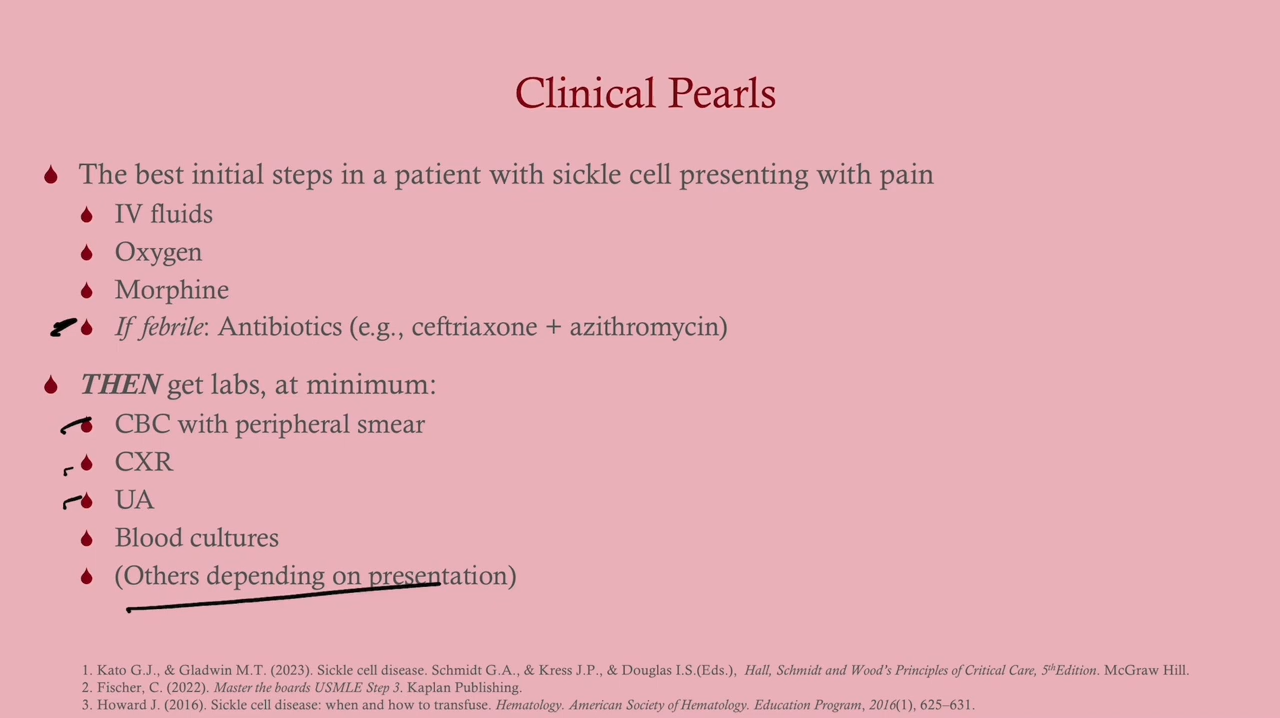 Clinical Pearls
The best initial steps in a patient with sickle cell presenting with pain
IV fluids
Oxygen
Morphine
If febrile: Antibiotics (e.g., ceftriaxone + azithromycin)
THEN get labs, at minimum:
CBC with peripheral smear
CXR
UA
Blood cultures
(Others depending on presentation)
1. Kato G.J., & Gladwin M.T. (2023). Sickle cell disease. Schmidt G.A., & Kress J.P., & Douglas I.S.(Eds.), Hall, Schmidt and Wood's Principles of Critical Care, 5thEdition. McGraw Hill.
2. Fischer, C. (2022). Master the boards USMLE Step 3. Kaplan Publishing.
3. Howard J. (2016). Sickle cell disease: when and how to transfuse. Hematology. American Society of Hematology. Education Program, 2016(1), 625–631.